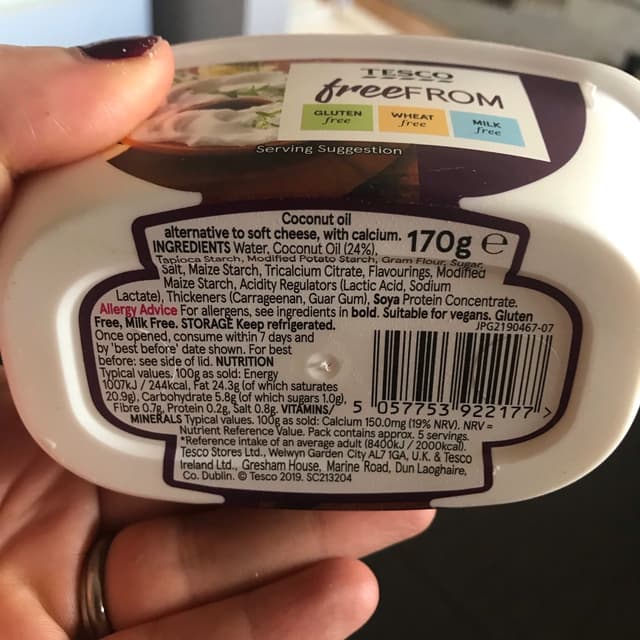 TESCO
freeFROM
GLUTEN free
WHEAT free
MILK free
Serving Suggestion
Coconut oil
alternative to soft cheese, with calcium.
170g e
INGREDIENTS Water, Coconut Oil (24%),
Tapioca Starch, Modified Potato Starch, Gram Flour, Sugar,
Salt, Maize Starch, Tricalcium Citrate, Flavourings, Modified
Maize Starch, Acidity Regulators (Lactic Acid, Sodium
Lactate), Thickeners (Carrageenan, Guar Gum), Soya Protein Concentrate.
Allergy Advice For allergens, see ingredients in bold. Suitable for vegans. Gluten
Free, Milk Free. STORAGE Keep refrigerated.
JPG2190467-07
Once opened, consume within 7 days and
by 'best before' date shown. For best
before: see side of lid. NUTRITION
Typical values. 100g as sold: Energy
1007kJ / 244kcal, Fat 24.3g (of which saturates
20.9g), Carbohydrate 5.8g (of which sugars 1.0g),
Fibre 0.7g, Protein 0.2g, Salt 0.8g. VITAMINS/
5 057753 922177 >
MINERALS Typical values. 100g as sold: Calcium 150.0mg (19% NRV). NRV =
Nutrient Reference Value. Pack contains approx. 5 servings.
*Reference intake of an average adult (8400kJ / 2000kcal).
Tesco Stores Ltd., Welwyn Garden City AL7 1GA, U.K. & Tesco
Ireland Ltd., Gresham House, Marine Road, Dun Laoghaire,
Co. Dublin. © Tesco 2019. SC213204